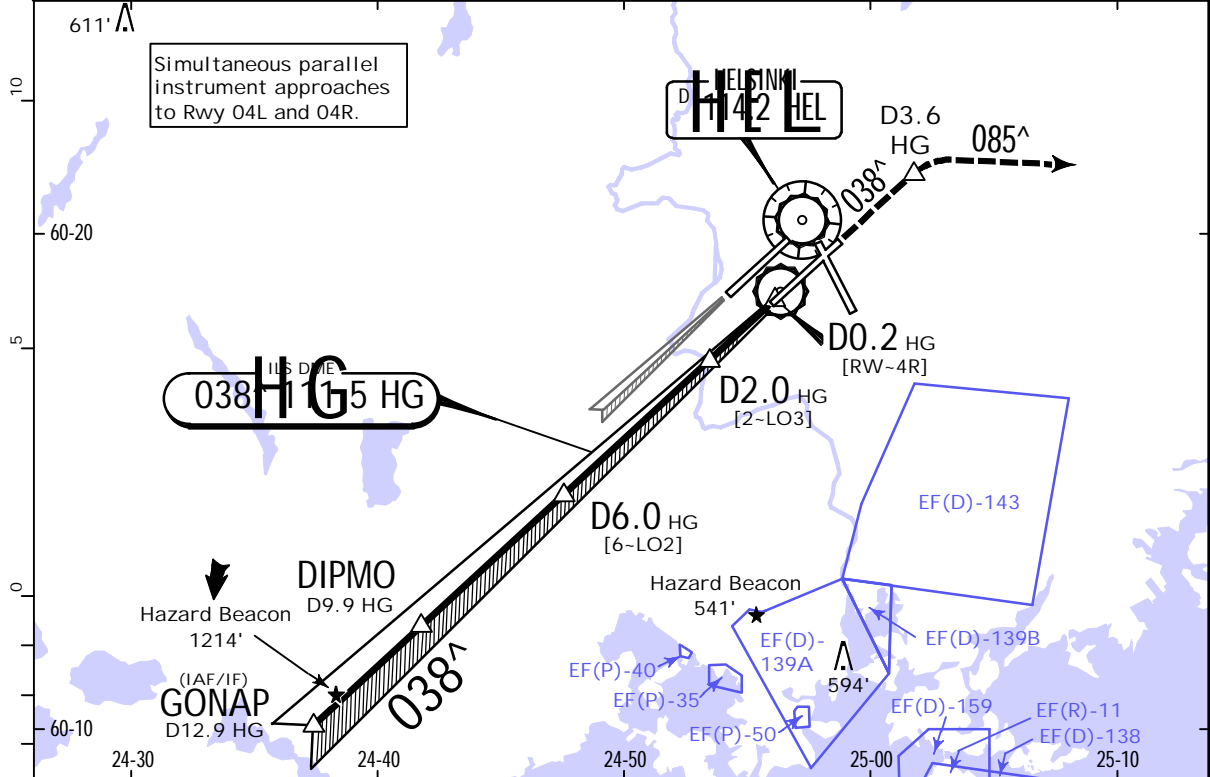 611'
Simultaneous parallel
instrument approaches
to Rwy 04L and 04R.
HELSINKI
D 114.2 HEL
HEL
D3.6
HG
085^
038^
10
60-20
5
ILS DME
038^ 111.5 HG
HG
D0.2 HG
[RW~4R]
D2.0 HG
[2~LO3]
D6.0 HG
[6~LO2]
EF(D)-143
DIPMO
D9.9 HG
0
Hazard Beacon
1214'
Hazard Beacon
541'
EF(D)-
139A
EF(D)-139B
EF(P)-40
EF(P)-35
594'
(IAF/IF)
GONAP
D12.9 HG
038^
EF(P)-50
EF(D)-159
EF(R)-11
EF(D)-138
60-10
24-30
24-40
24-50
25-00
25-10